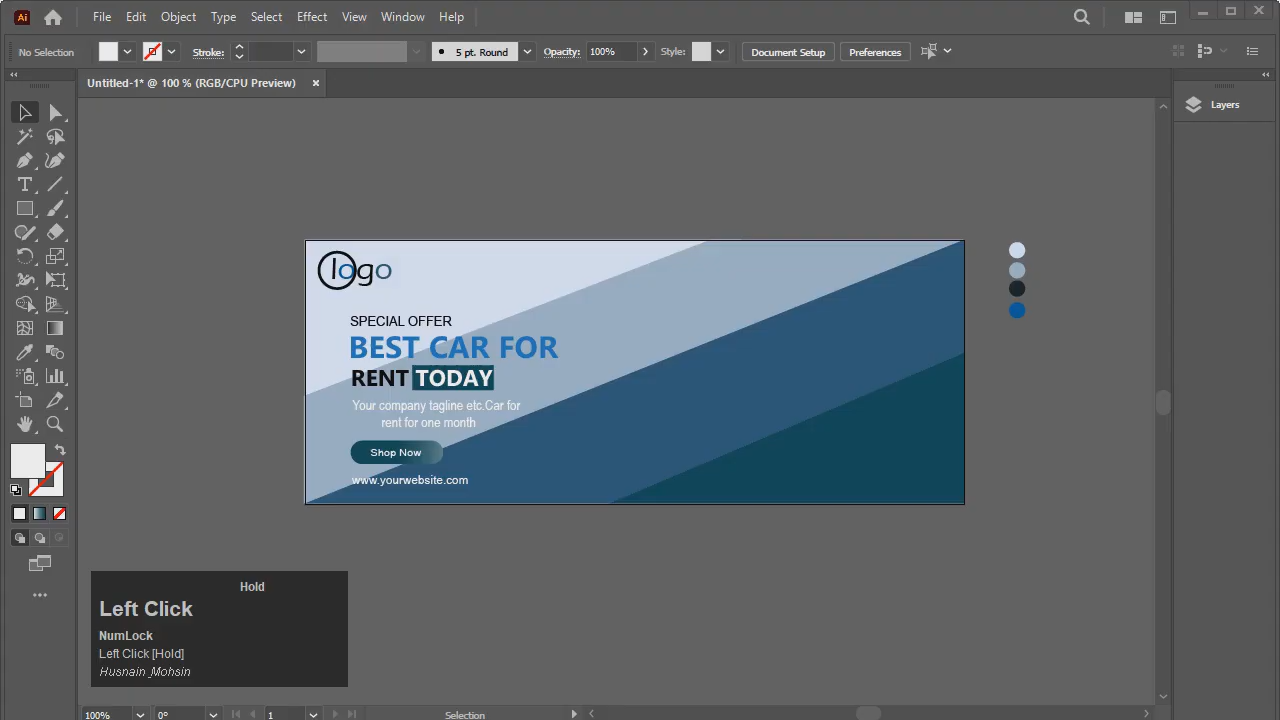 Ai File Edit Object Type Select Effect View Window Help
No Selection Stroke: 5 pt. Round Opacity: 100% Style: Document Setup Preferences
Untitled-1* @ 100 % (RGB/CPU Preview)
Layers
logo
SPECIAL OFFER
BEST CAR FOR
RENT TODAY
Your company tagline etc.Car for
rent for one month
Shop Now
www.yourwebsite.com
Hold
Left Click
NumLock
Left Click [Hold]
Husnain_Mohsin
100% 0° 1 Selection